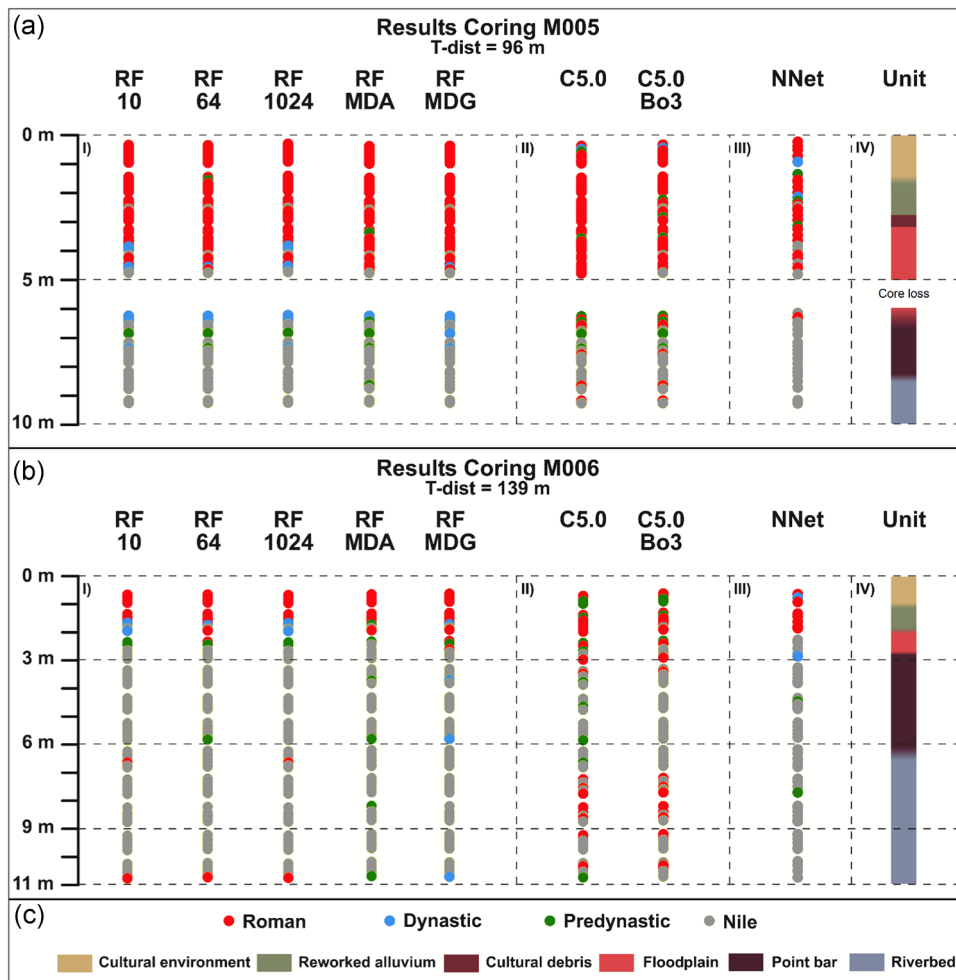 (a)
Results Coring M005
T-dist = 96 m
RF 10
RF 64
RF 1024
RF MDA
RF MDG
C5.0
C5.0 Bo3
NNet
Unit
0 m
I)
II)
III)
IV)
5 m
Core loss
10 m
(b)
Results Coring M006
T-dist = 139 m
RF 10
RF 64
RF 1024
RF MDA
RF MDG
C5.0
C5.0 Bo3
NNet
Unit
0 m
I)
II)
III)
IV)
3 m
6 m
9 m
11 m
(c)
Roman
Dynastic
Predynastic
Nile
Cultural environment
Reworked alluvium
Cultural debris
Floodplain
Point bar
Riverbed